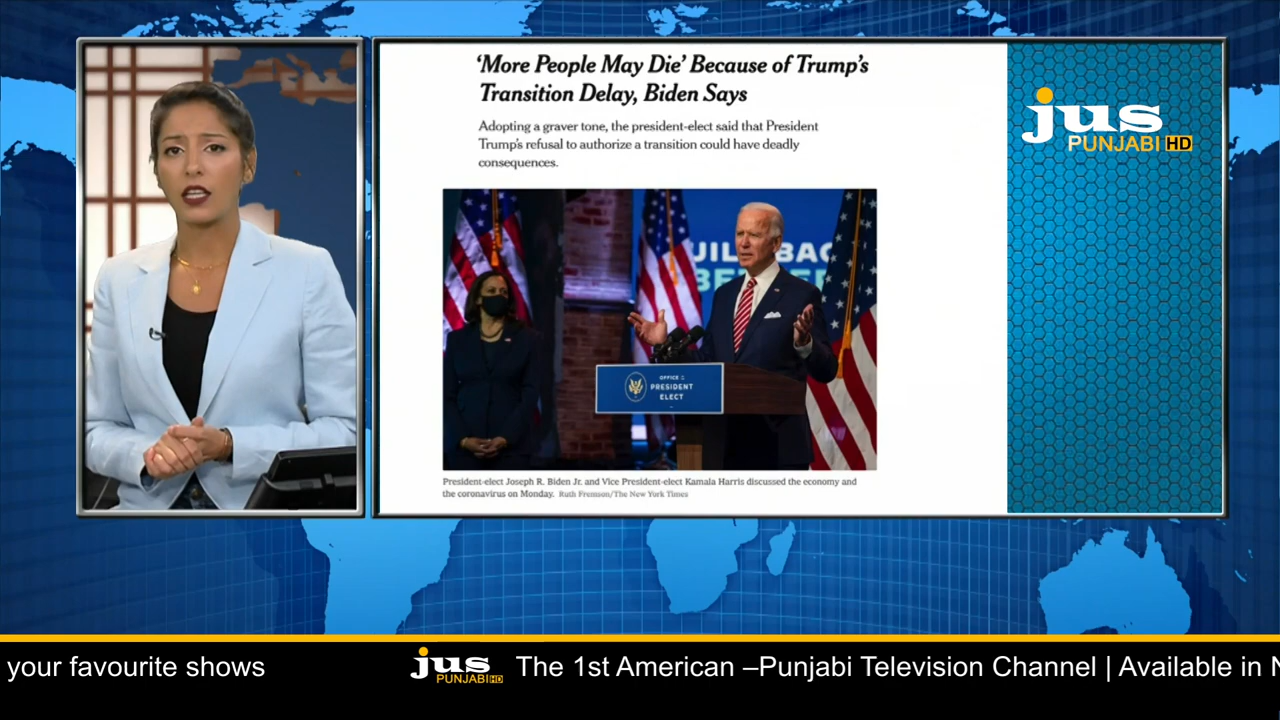 ‘More People May Die’ Because of Trump’s
Transition Delay, Biden Says
Adopting a graver tone, the president-elect said that President
Trump’s refusal to authorize a transition could have deadly
consequences.
jus
PUNJABI HD
UIL BAC
BETTER
OFFICE
PRESIDENT
ELECT
President-elect Joseph R. Biden Jr. and Vice President-elect Kamala Harris discussed the economy and
the coronavirus on Monday. Ruth Fremson/The New York Times
your favourite shows
jus
PUNJABI HD
The 1st American –Punjabi Television Channel | Available in N